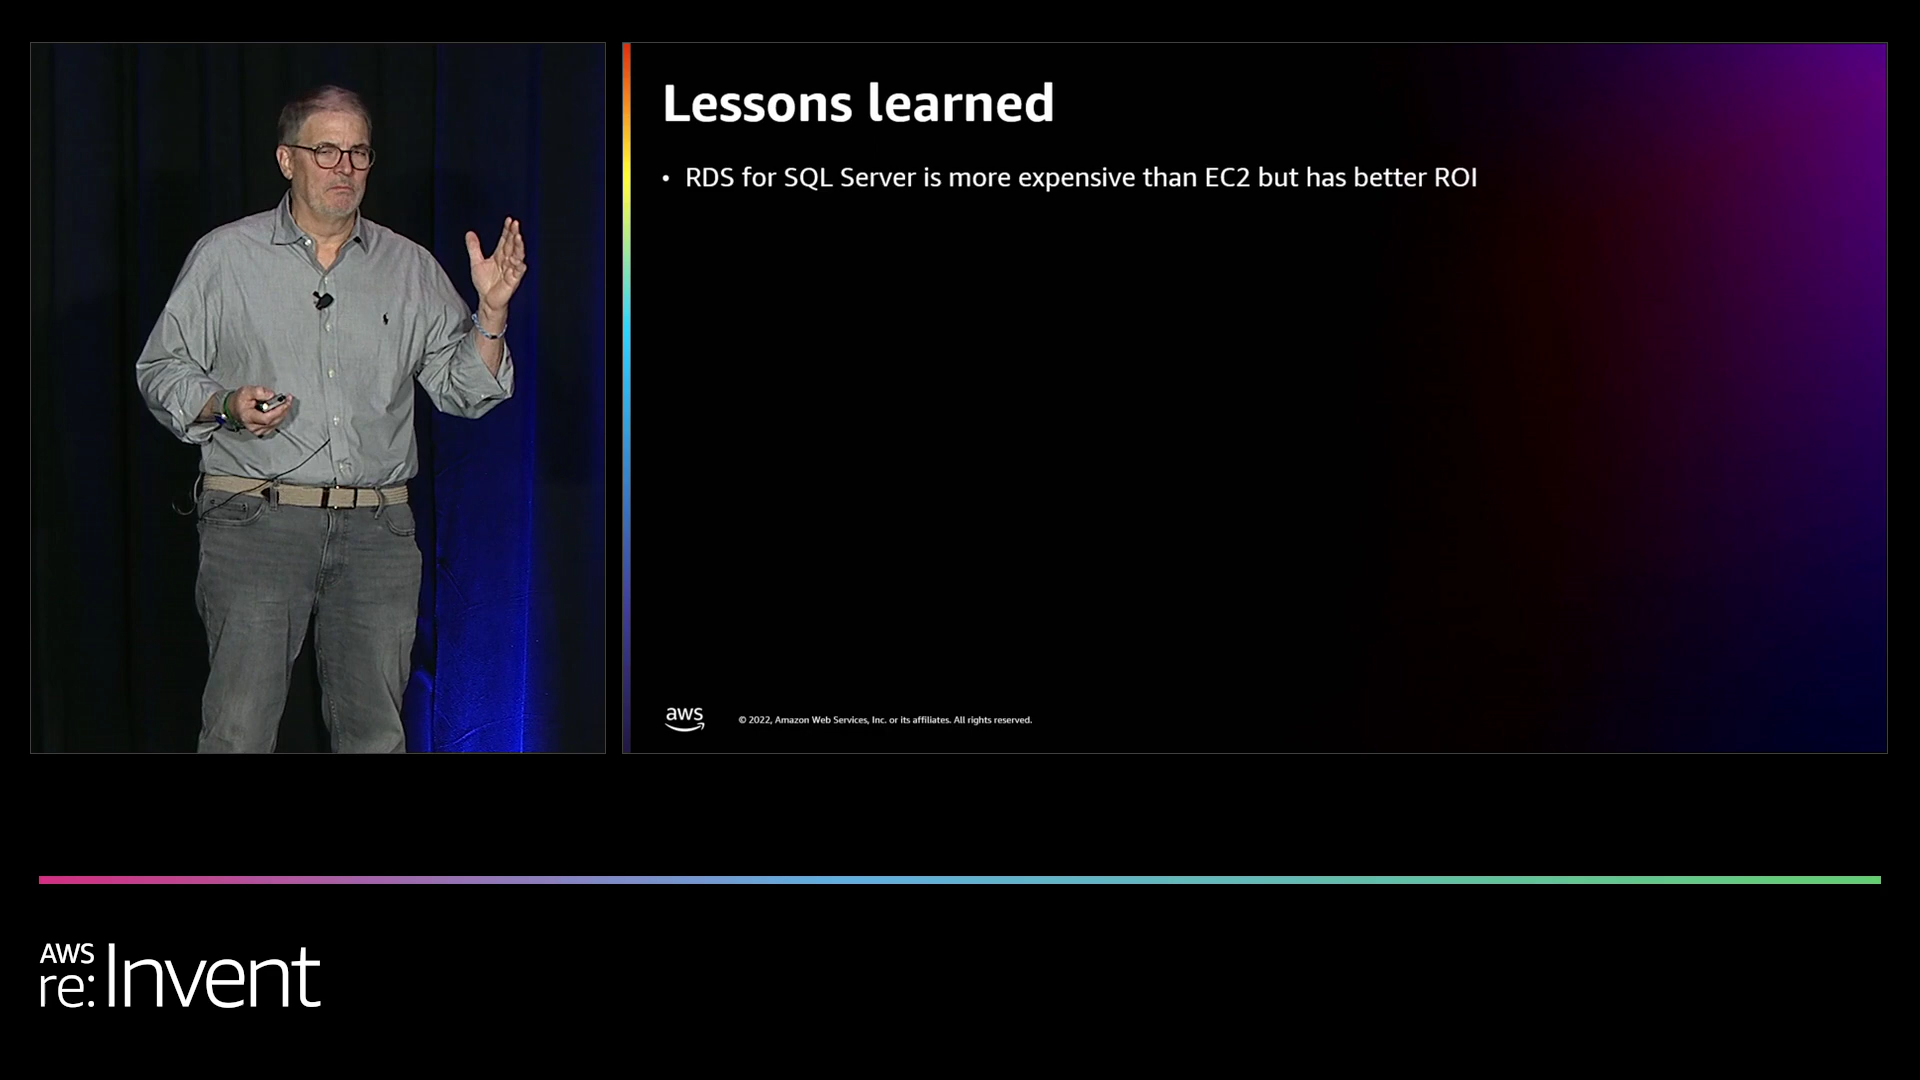 Lessons learned
• RDS for SQL Server is more expensive than EC2 but has better ROI
aws
© 2022, Amazon Web Services, Inc. or its affiliates. All rights reserved.
AWS
re:Invent